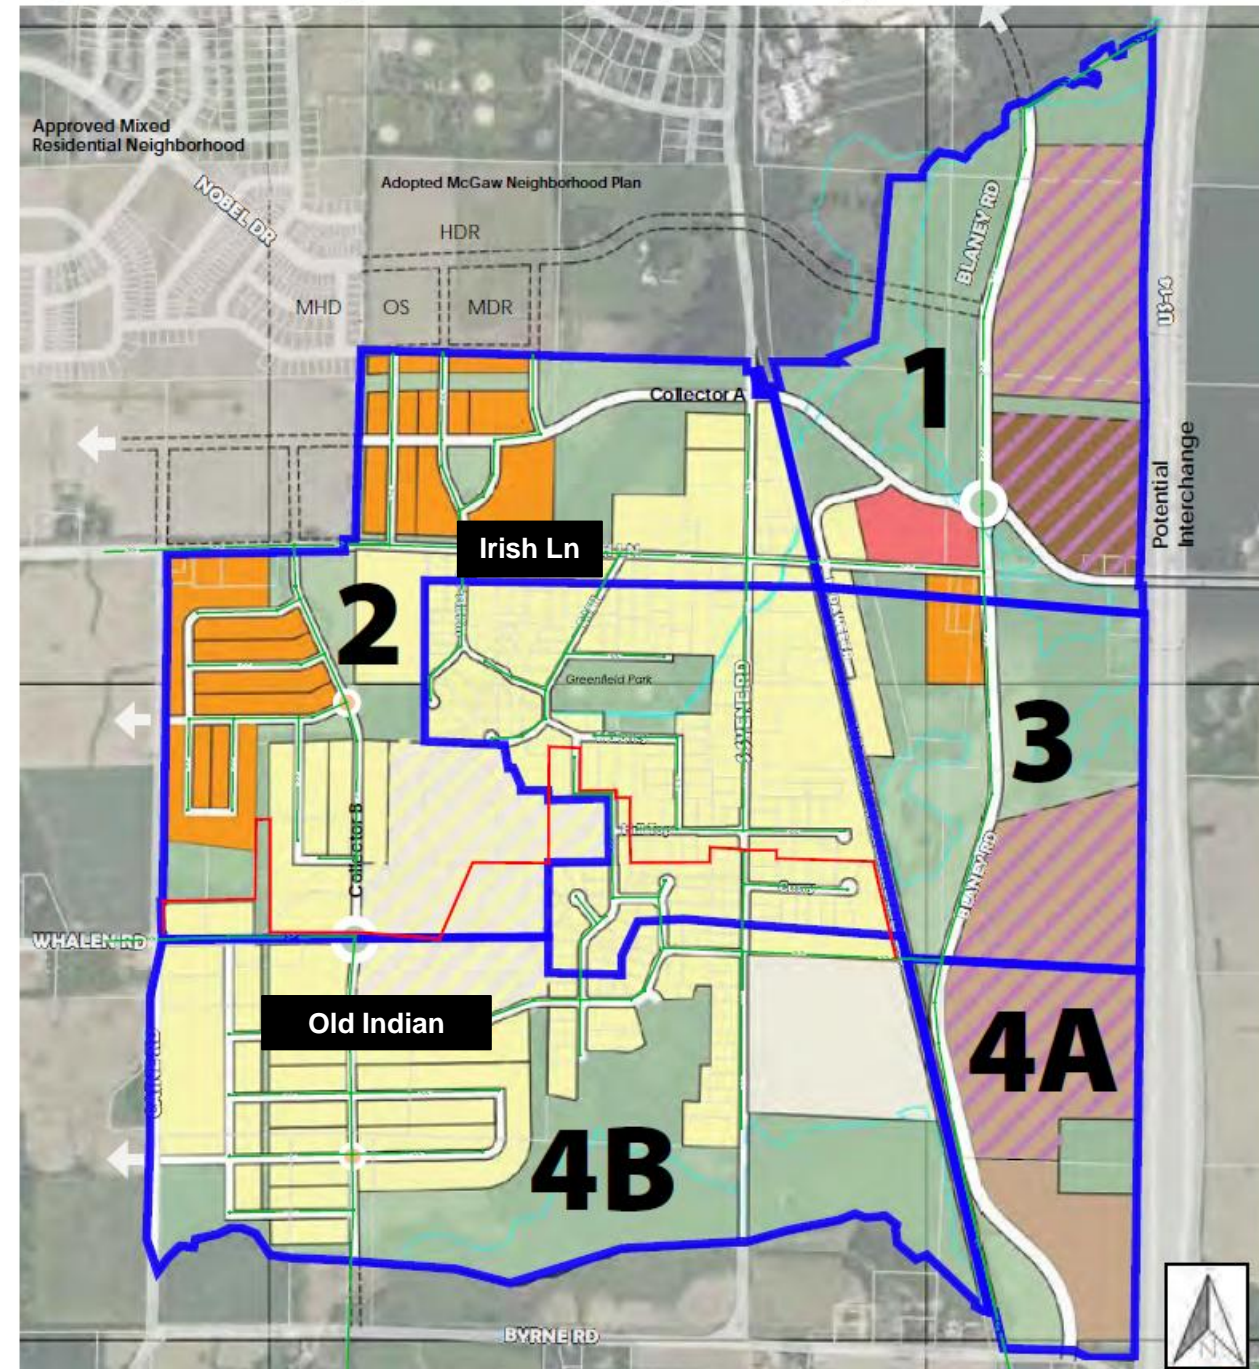 Approved Mixed
Residential Neighborhood
NOBEL DR
Adopted McGaw Neighborhood Plan
HDR
MHD
OS
MDR
BLANEY RD
US-14
1
Collector A
Potential
Interchange
Irish Ln
2
Greenfield Park
3
Collector B
BLANEY RD
WHALEN RD
Old Indian
4A
4B
BYRNE RD
N